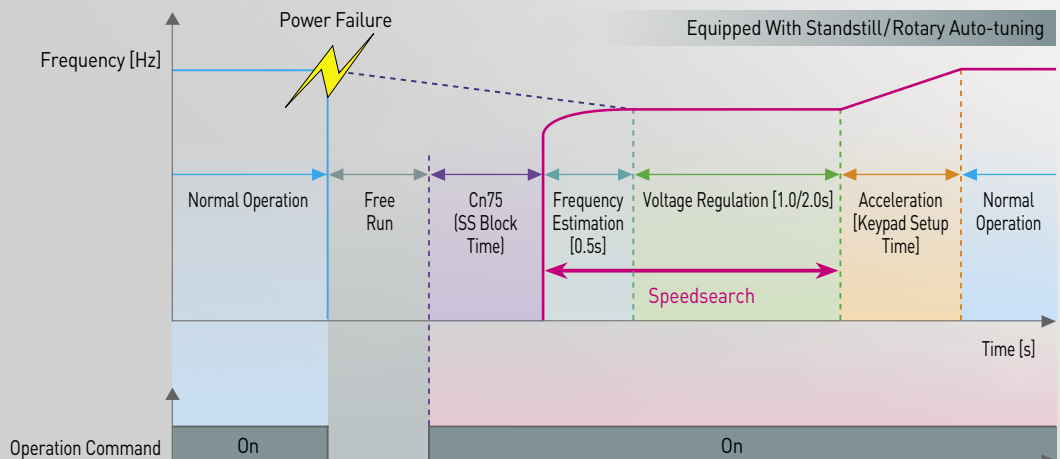 Power Failure
Equipped With Standstill/Rotary Auto-tuning
Frequency [Hz]
Normal Operation
Free
Run
Cn75
(SS Block
Time)
Frequency
Estimation
[0.5s]
Voltage Regulation [1.0/2.0s]
Acceleration
[Keypad Setup
Time]
Normal
Operation
Speedsearch
Time [s]
Operation Command
On
On